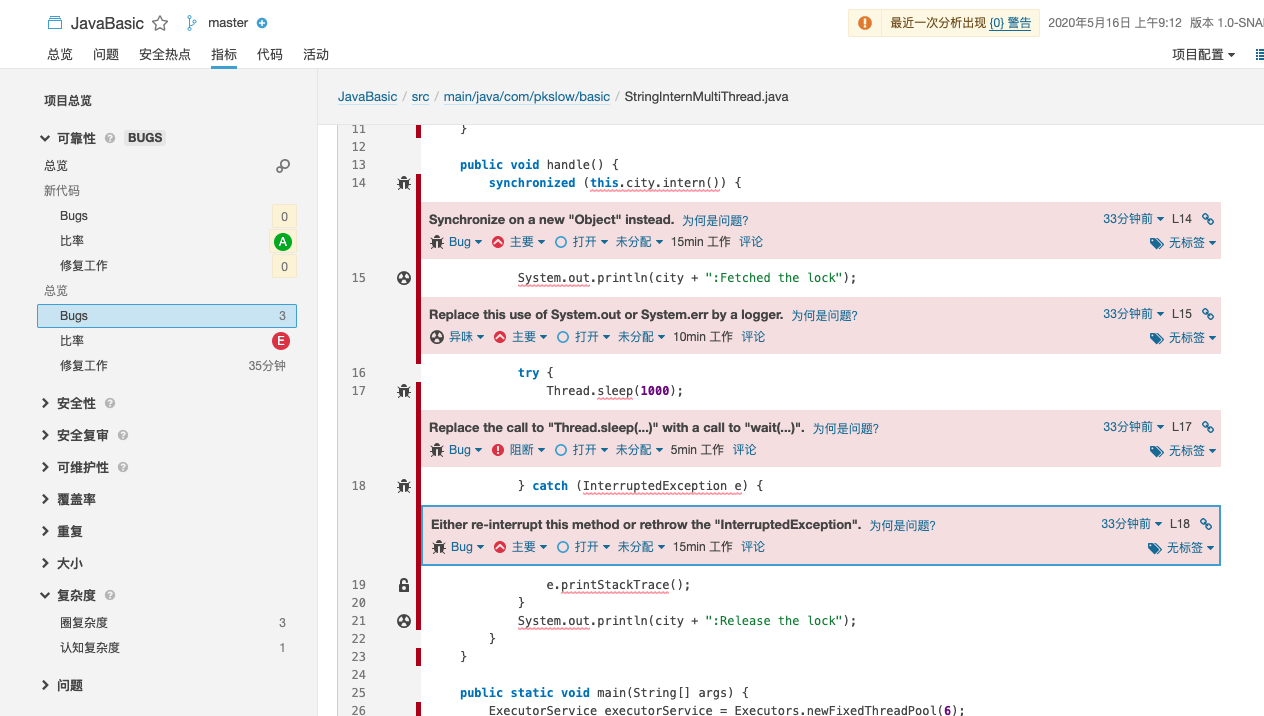 JavaBasic master
最近一次分析出现 {0} 警告 2020年5月16日 上午9:12 版本 1.0-SNA
总览 问题 安全热点 指标 代码 活动
项目配置
项目总览
可靠性 BUGS
总览
新代码
Bugs 0
比率 A
修复工作 0
总览
Bugs 3
比率 E
修复工作 35分钟
安全性
安全复审
可维护性
覆盖率
重复
大小
复杂度
圈复杂度 3
认知复杂度 1
问题
JavaBasic / src / main/java/com/pkslow/basic / StringInternMultiThread.java
11 }
12
13 public void handle() {
14 synchronized (this.city.intern()) {
Synchronize on a new "Object" instead. 为何是问题? 33分钟前 L14
Bug 主要 打开 未分配 15min 工作 评论 无标签
15 System.out.println(city + ":Fetched the lock");
Replace this use of System.out or System.err by a logger. 为何是问题? 33分钟前 L15
异味 主要 打开 未分配 10min 工作 评论 无标签
16 try {
17 Thread.sleep(1000);
Replace the call to "Thread.sleep(...)" with a call to "wait(...)". 为何是问题? 33分钟前 L17
Bug 阻断 打开 未分配 5min 工作 评论 无标签
18 } catch (InterruptedException e) {
Either re-interrupt this method or rethrow the "InterruptedException". 为何是问题? 33分钟前 L18
Bug 主要 打开 未分配 15min 工作 评论 无标签
19 e.printStackTrace();
20 }
21 System.out.println(city + ":Release the lock");
22 }
23 }
24
25 public static void main(String[] args) {
26 ExecutorService executorService = Executors.newFixedThreadPool(6);